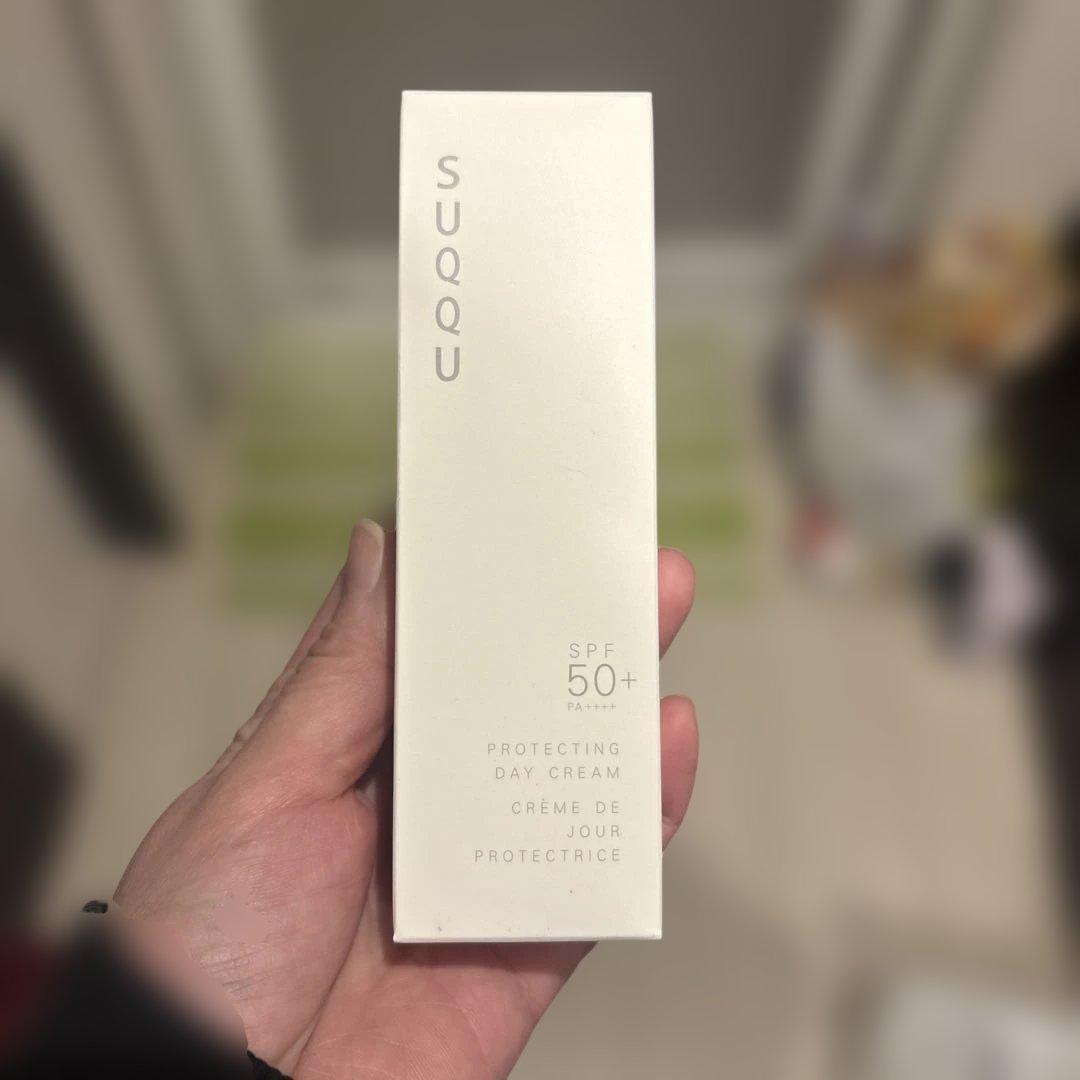 SUQQU
SPF
50+
PA++++
PROTECTING
DAY CREAM
CRÈME DE
JOUR
PROTECTRICE